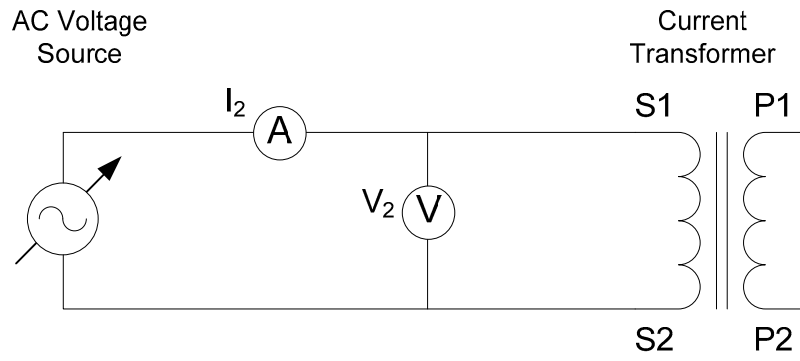 AC Voltage
Source
Current
Transformer
I₂
A
S1
P1
V₂
V
S2
P2